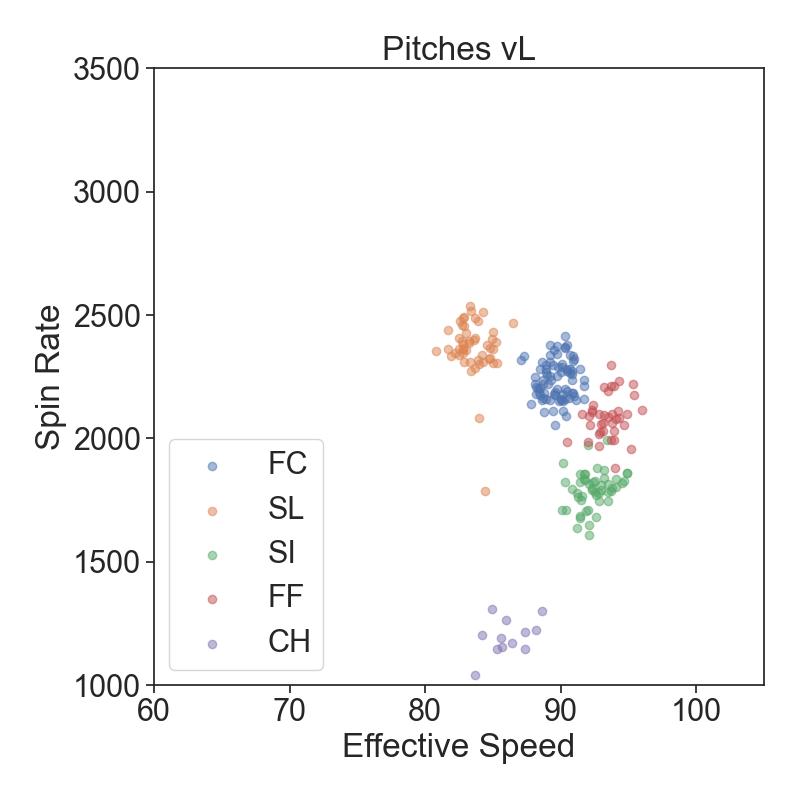 Pitches vL
3500
3000
2500
2000
1500
1000
Spin Rate
FC
SL
SI
FF
CH
60 70 80 90 100
Effective Speed